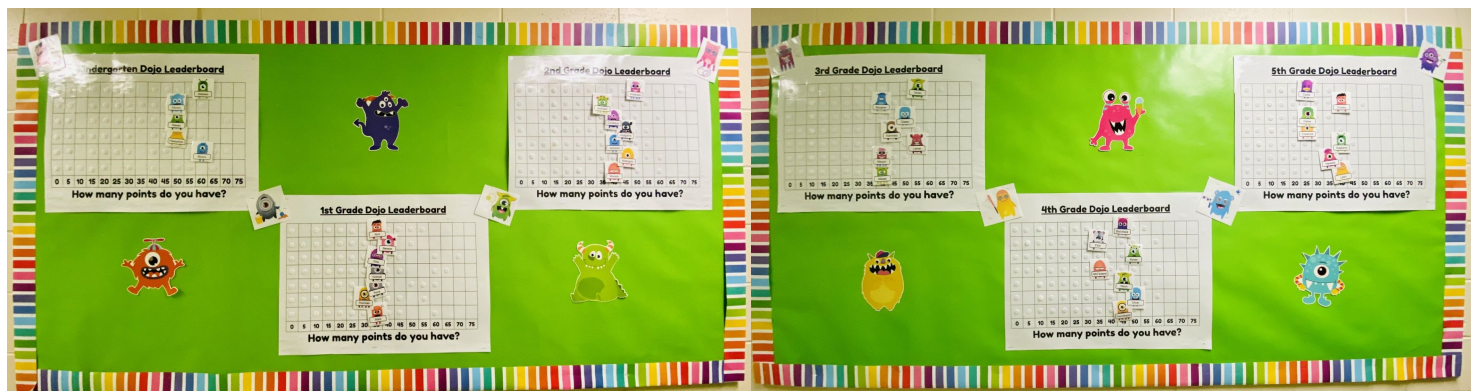 Kindergarten Dojo Leaderboard
0 5 10 15 20 25 30 35 40 45 50 55 60 65 70 75
How many points do you have?
2nd Grade Dojo Leaderboard
0 5 10 15 20 25 30 35 45 50 55 60 65 70 75
How many points do you have?
1st Grade Dojo Leaderboard
0 5 10 15 20 25 30 40 45 50 55 60 65 70 75
How many points do you have?
3rd Grade Dojo Leaderboard
0 5 10 15 20 25 30 35 40 45 50 55 60 65 70 75
How many points do you have?
5th Grade Dojo Leaderboard
0 5 10 15 20 25 30 35 45 50 55 60 65 70 75
How many points do you have?
4th Grade Dojo Leaderboard
0 5 10 15 20 25 30 35 40 45 50 55 60 65 70 75
How many points do you have?